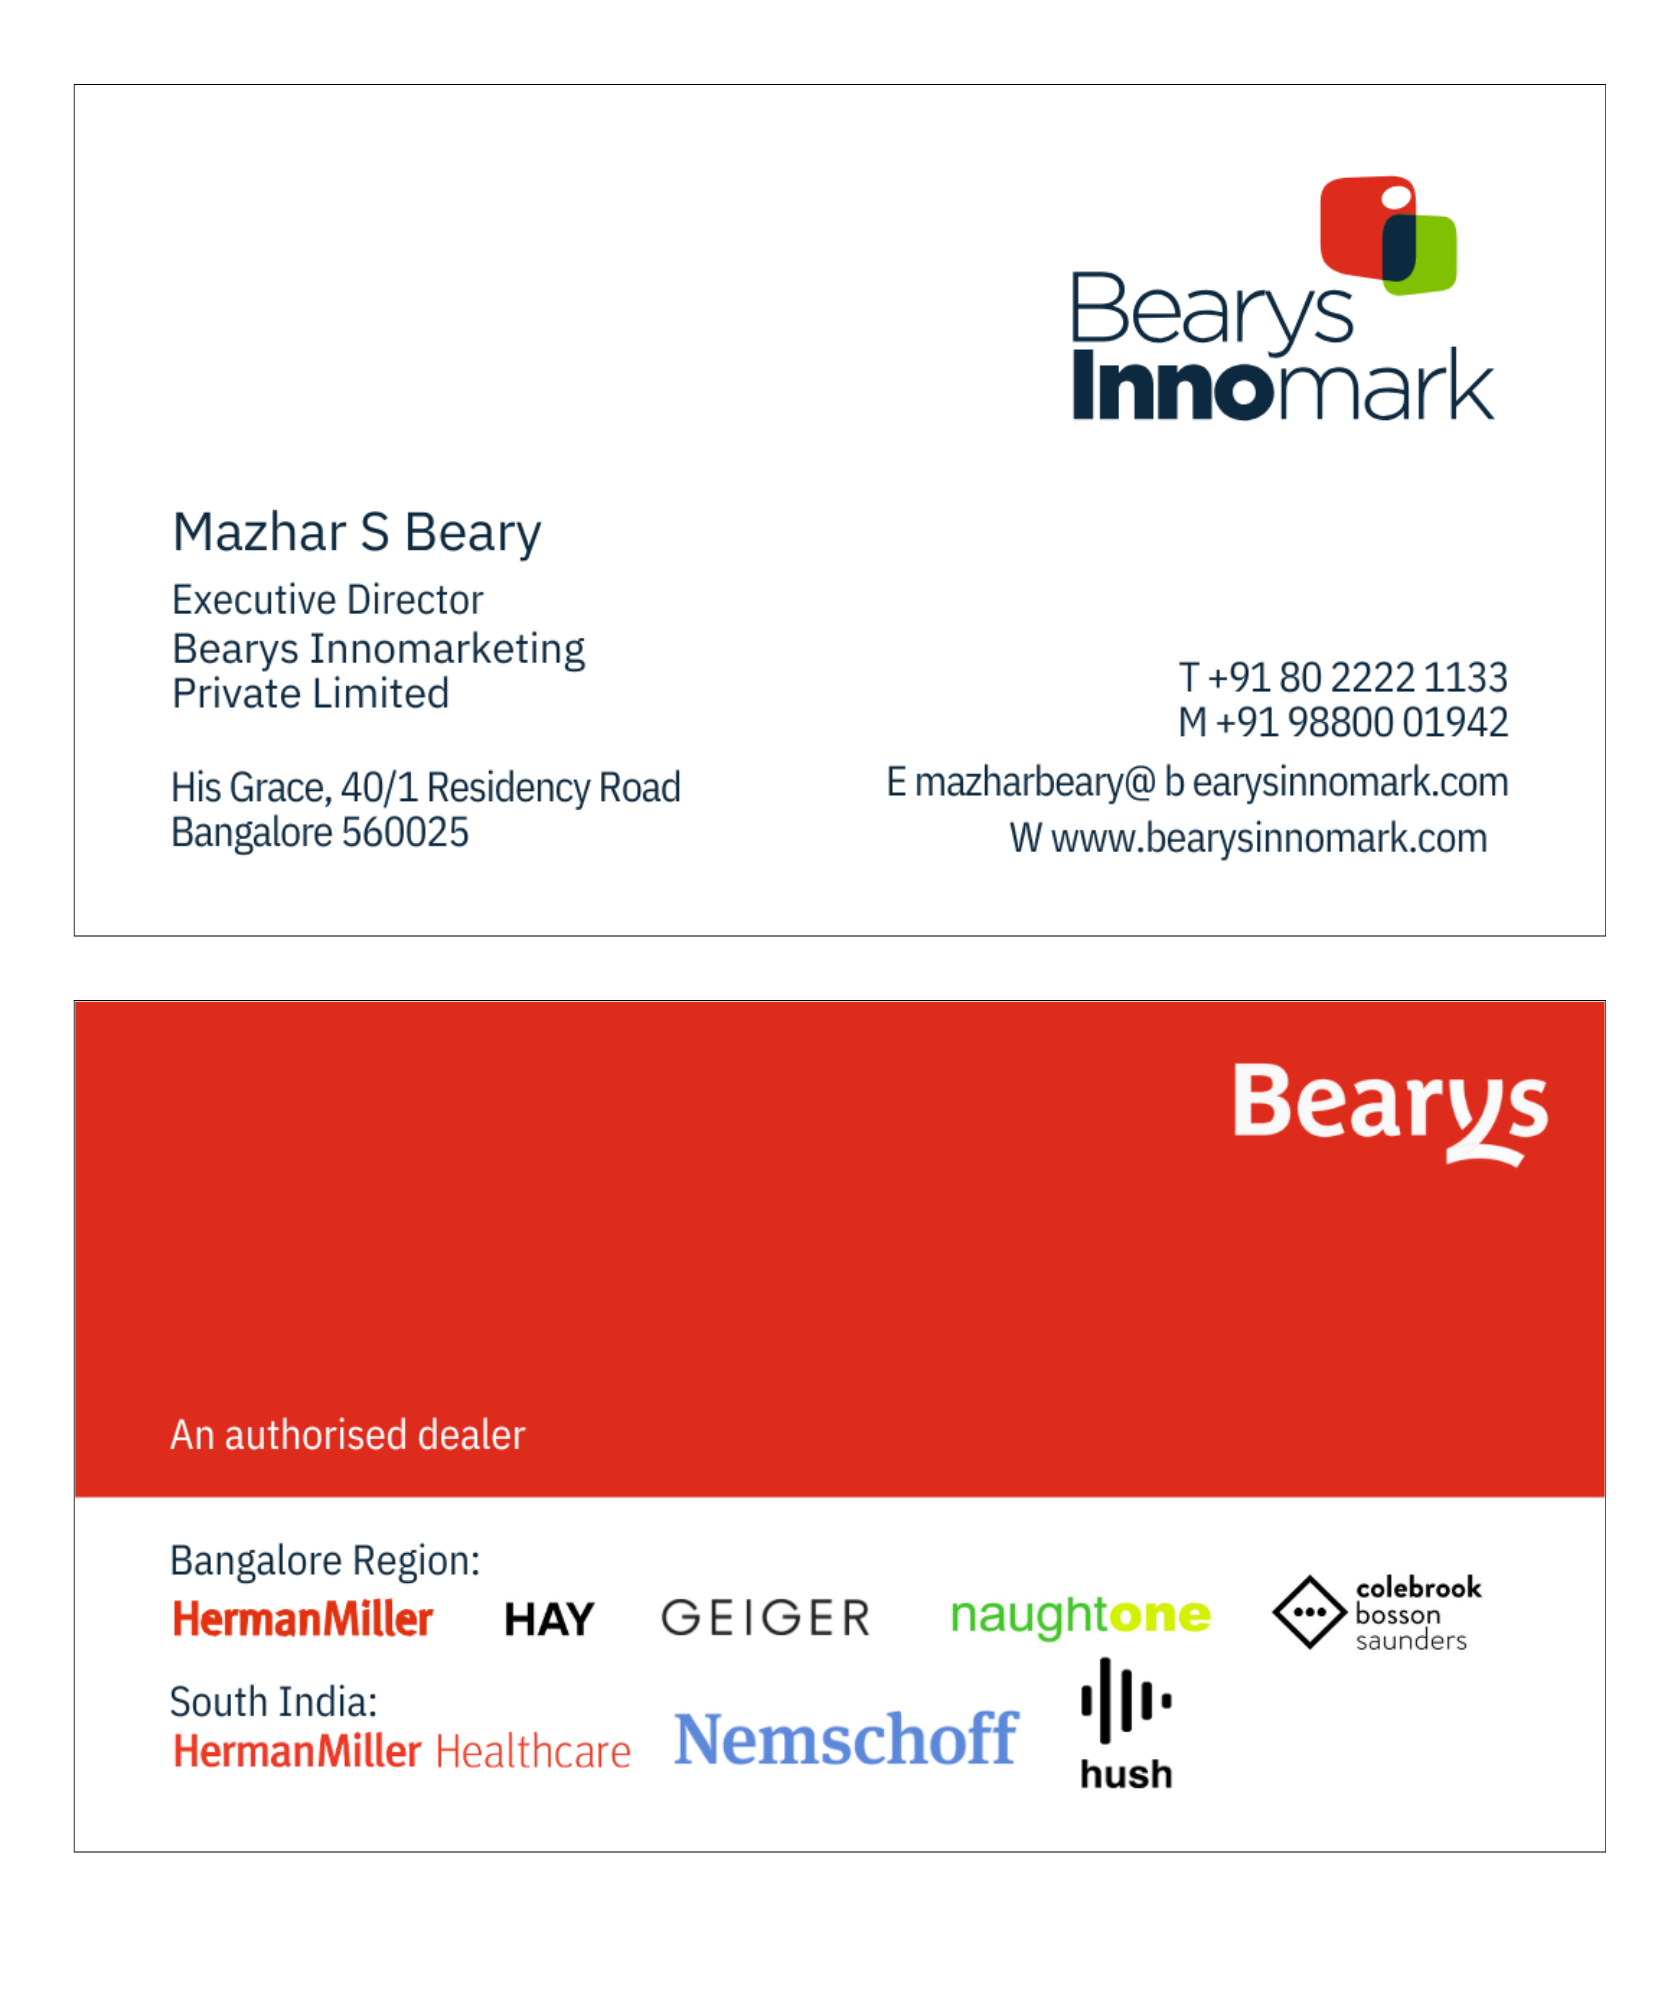 Bearys
Innomark
Mazhar S Beary
Executive Director
Bearys Innomarketing
Private Limited
His Grace, 40/1 Residency Road
Bangalore 560025
T +91 80 2222 1133
M +91 98800 01942
E mazharbeary@ b earysinnomark.com
W www.bearysinnomark.com
Bearys
An authorised dealer
Bangalore Region:
HermanMiller HAY GEIGER naughtone colebrook
bosson
saunders
South India:
HermanMiller Healthcare Nemschoff hush